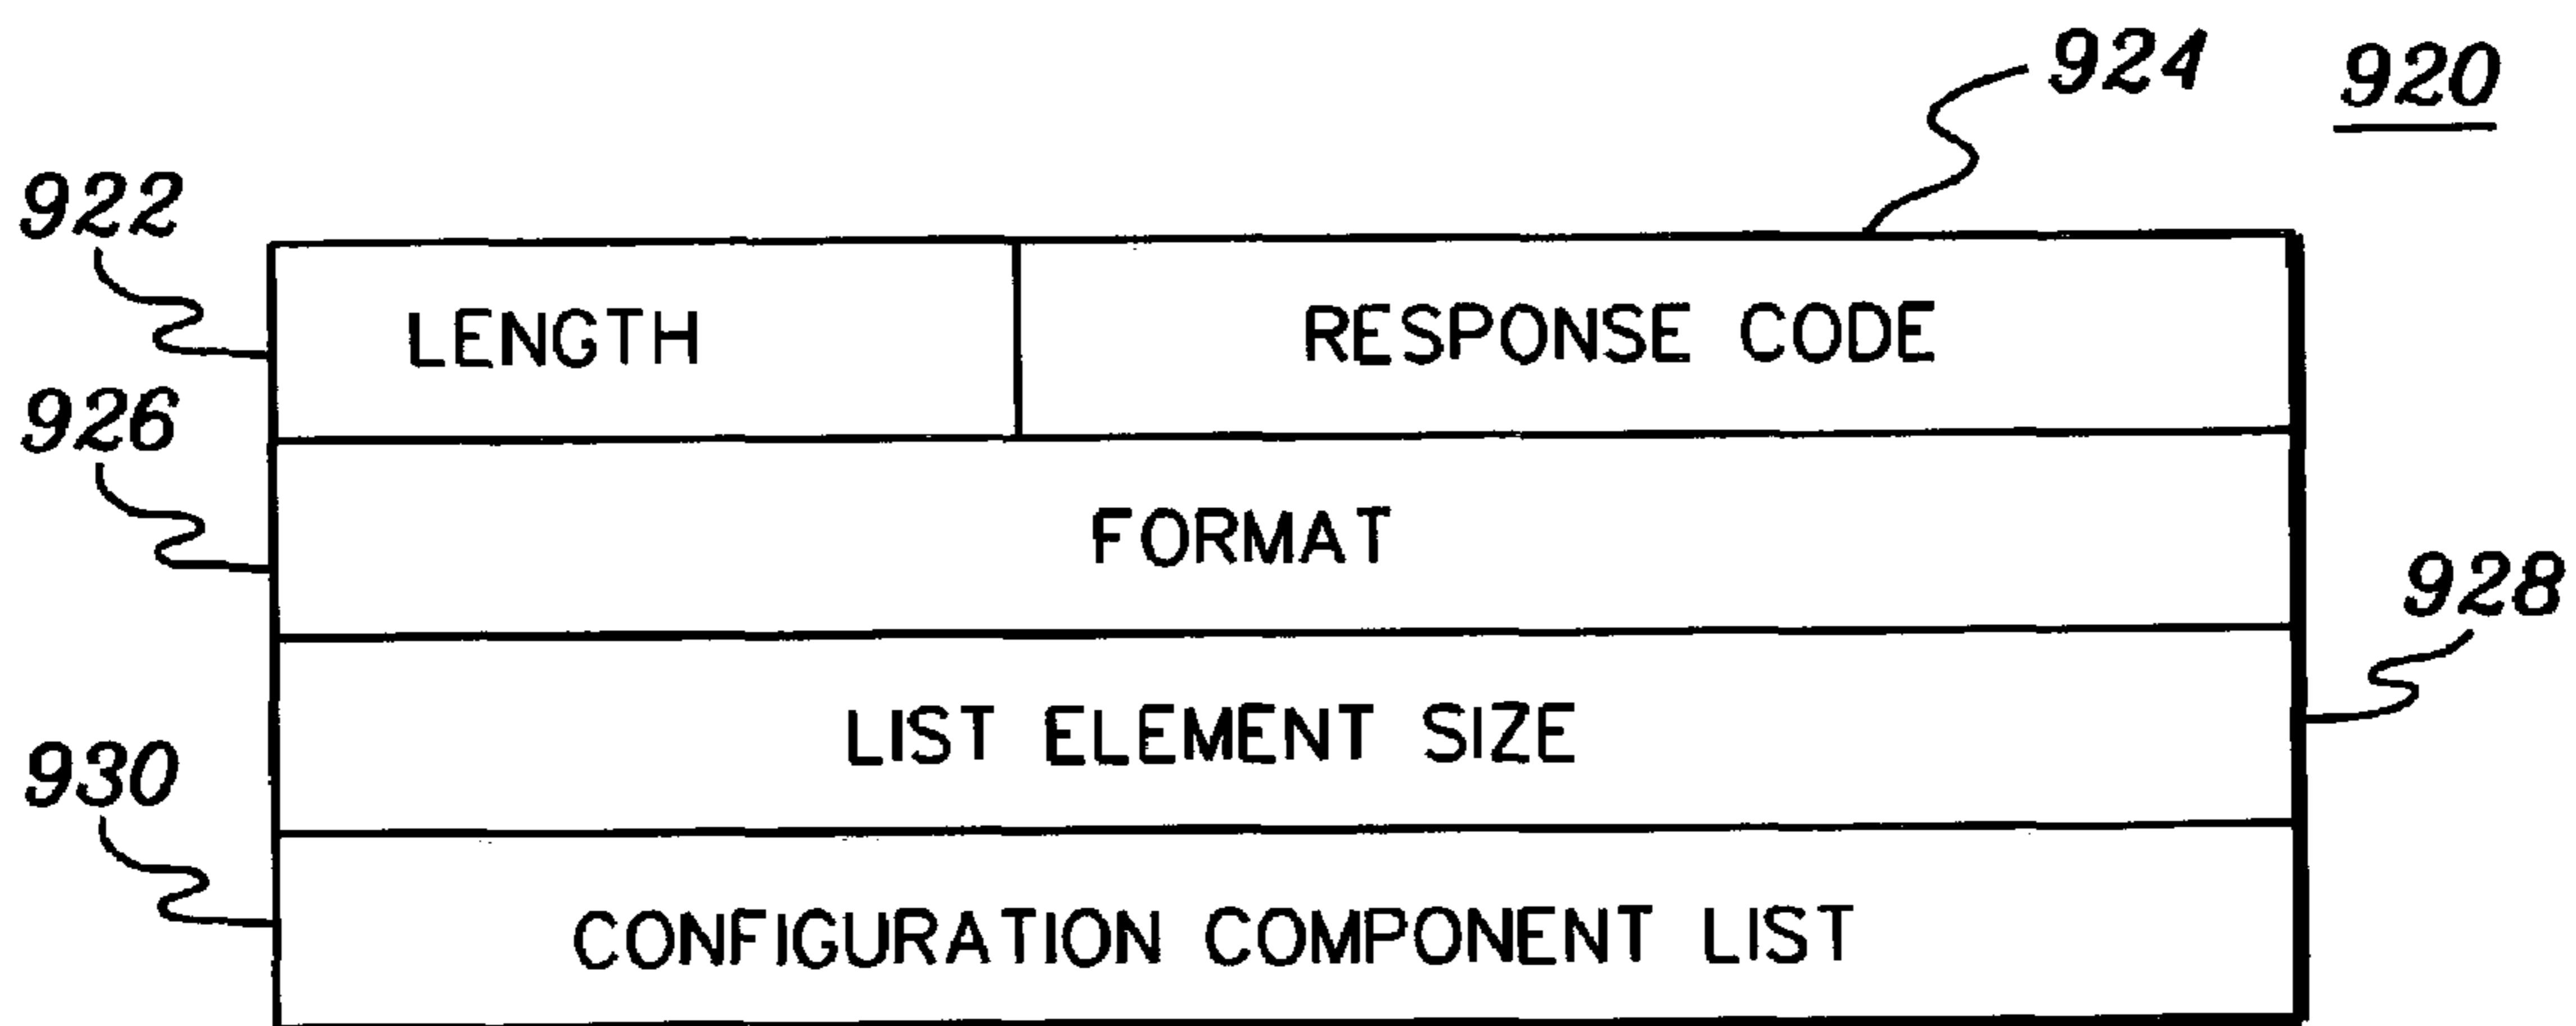 924
920
922
LENGTH
RESPONSE CODE
926
FORMAT
928
LIST ELEMENT SIZE
930
CONFIGURATION COMPONENT LIST